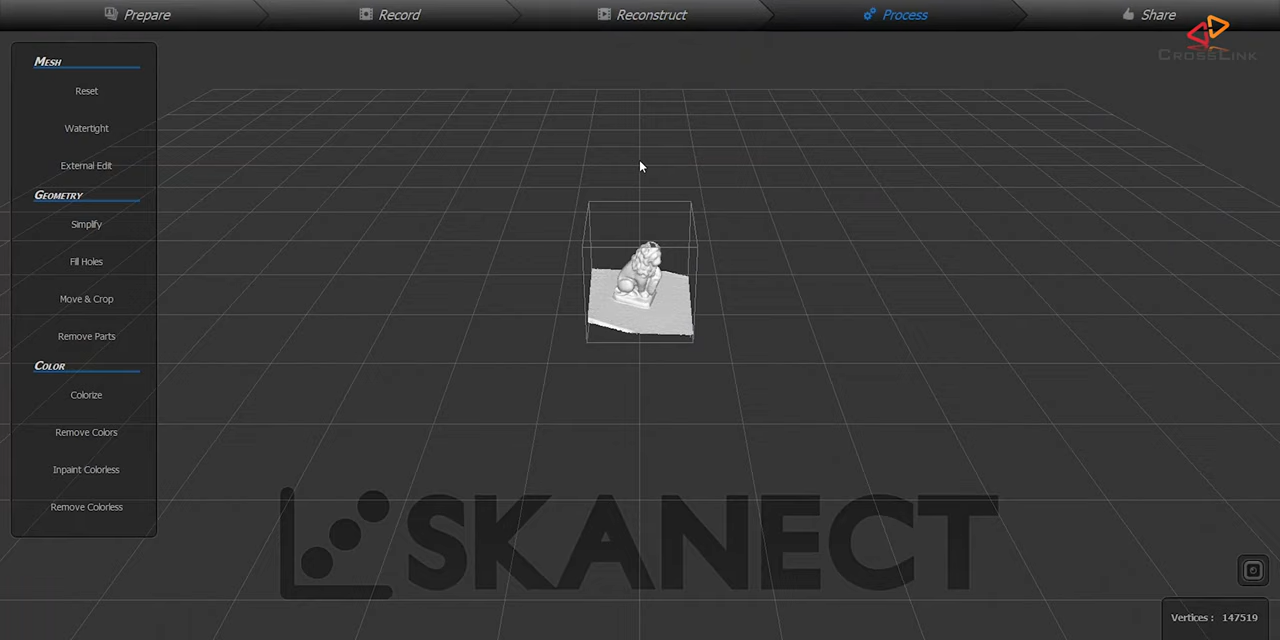 Prepare
Record
Reconstruct
Process
Share
CROSSLINK
MESH
Reset
Watertight
External Edit
GEOMETRY
Simplify
Fill Holes
Move & Crop
Remove Parts
COLOR
Colorize
Remove Colors
Inpaint Colorless
Remove Colorless
SKANECT
Vertices : 147519